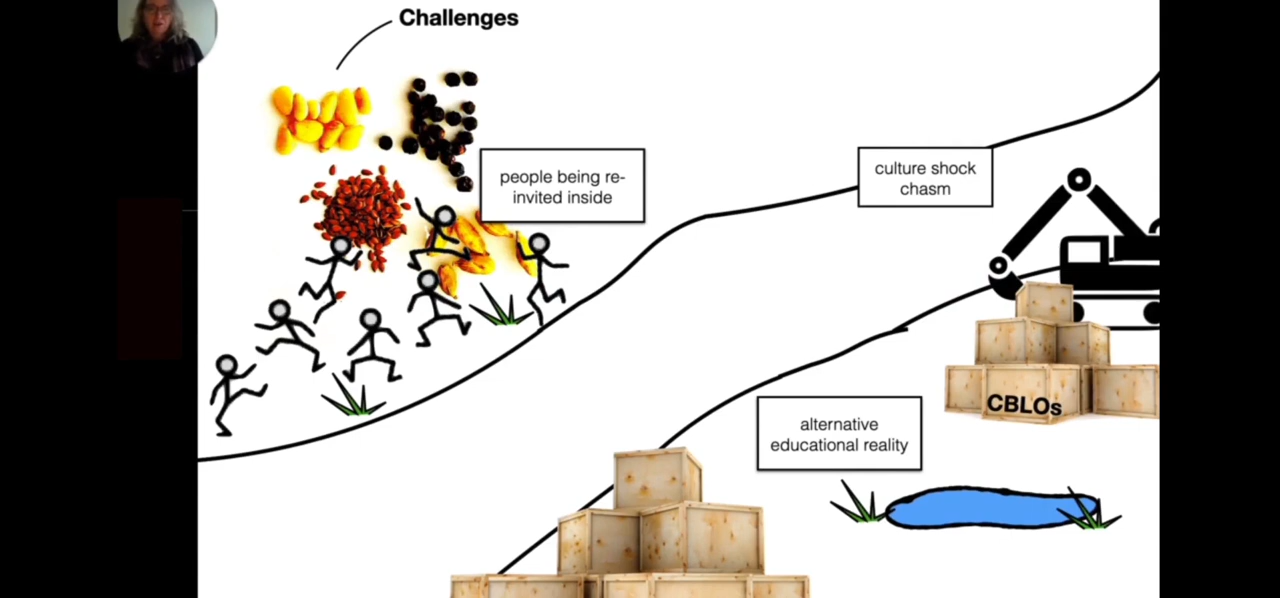 Challenges
people being re-
invited inside
culture shock
chasm
CBLOs
alternative
educational reality